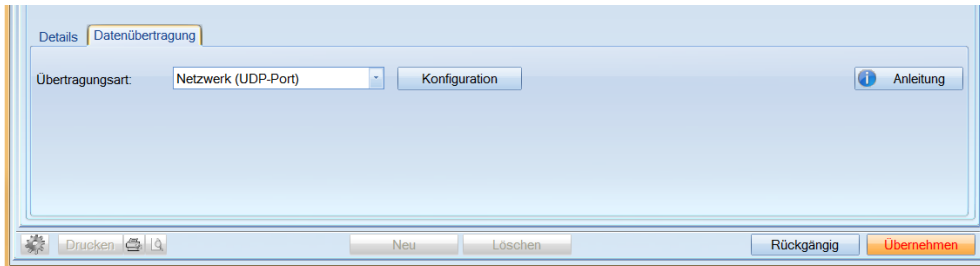 Details Datenübertragung
Übertragungsart: Netzwerk (UDP-Port) Konfiguration Anleitung
Drucken Neu Löschen Rückgängig Übernehmen